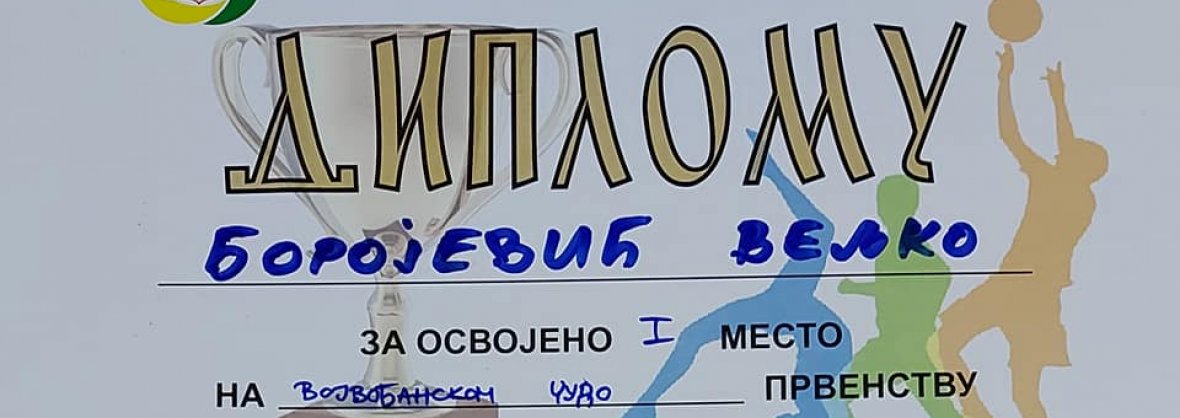 ДИПЛОМУ
БОРОЈЕВИЋ ВЕЉКО
ЗА ОСВОЈЕНО I МЕСТО
НА ВОЈВОЂАНСКОМ ЏУДО ПРВЕНСТВУ